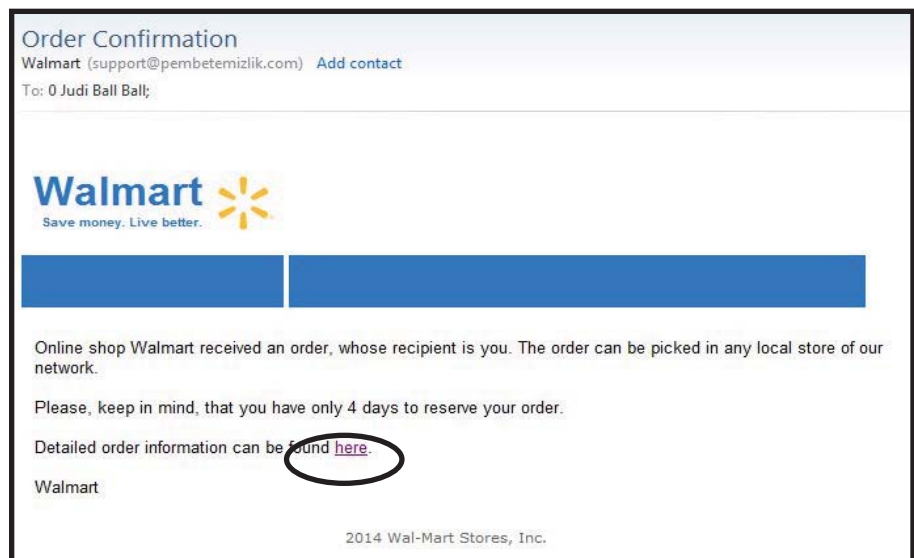 Order Confirmation
Walmart (support@pembetemizlik.com) Add contact
To: 0 Judi Ball Ball;
Walmart
Save money. Live better.
Online shop Walmart received an order, whose recipient is you. The order can be picked in any local store of our
network.
Please, keep in mind, that you have only 4 days to reserve your order.
Detailed order information can be found here.
Walmart
2014 Wal-Mart Stores, Inc.